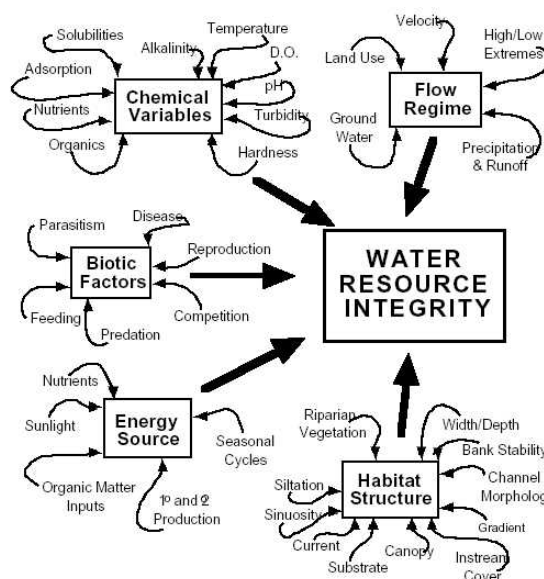 Solubilities
Alkalinity
Temperature
D.O.
Adsorption
pH
Nutrients
Turbidity
Organics
Hardness
Chemical
Variables
Velocity
High/Low
Extremes
Land Use
Flow
Regime
Ground
Water
Precipitation
& Runoff
Disease
Parasitism
Reproduction
Biotic
Factors
Feeding
Competition
Predation
WATER
RESOURCE
INTEGRITY
Nutrients
Sunlight
Energy
Source
Seasonal
Cycles
Organic Matter
Inputs
1º and 2
Production
Riparian
Vegetation
Width/Depth
Bank Stability
Siltation
Habitat
Structure
Channel
Morpholog
Sinuosity
Gradient
Current
Substrate
Canopy
Instream
Cover